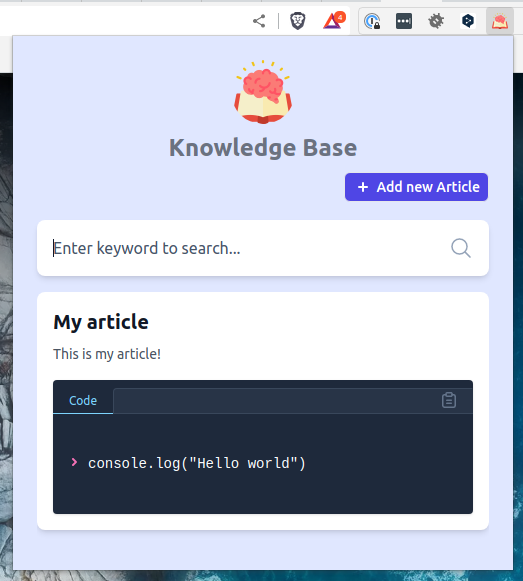 4
Knowledge Base
+ Add new Article
Enter keyword to search...
My article
This is my article!
Code
> console.log("Hello world")